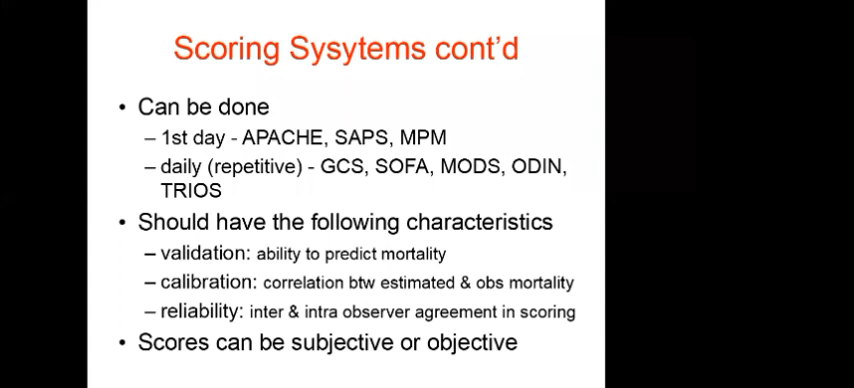 Scoring Sysytems cont'd
• Can be done
– 1st day - APACHE, SAPS, MPM
– daily (repetitive) - GCS, SOFA, MODS, ODIN,
TRIOS
• Should have the following characteristics
– validation: ability to predict mortality
– calibration: correlation btw estimated & obs mortality
– reliability: inter & intra observer agreement in scoring
• Scores can be subjective or objective